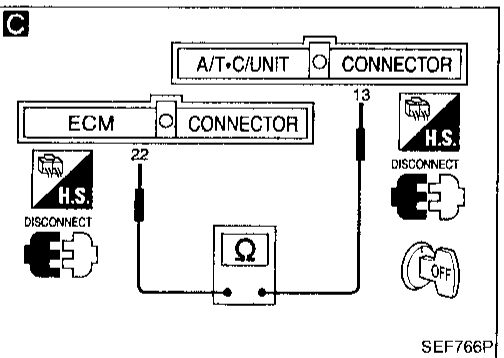 C
A/T•C/UNIT CONNECTOR
13
ECM CONNECTOR
22
H.S.
DISCONNECT
H.S.
DISCONNECT
Ω
OFF
SEF766P